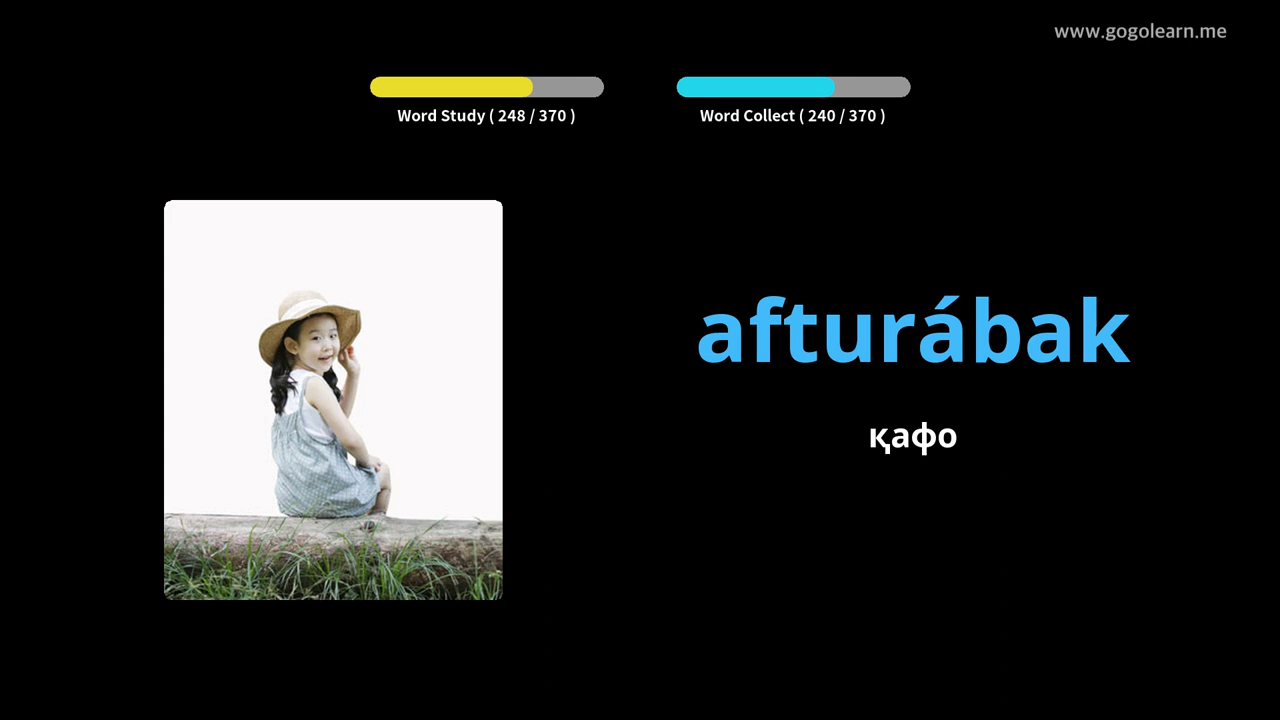 www.gogolearn.me
Word Study ( 248 / 370 )
Word Collect ( 240 / 370 )
afturábak
қафо